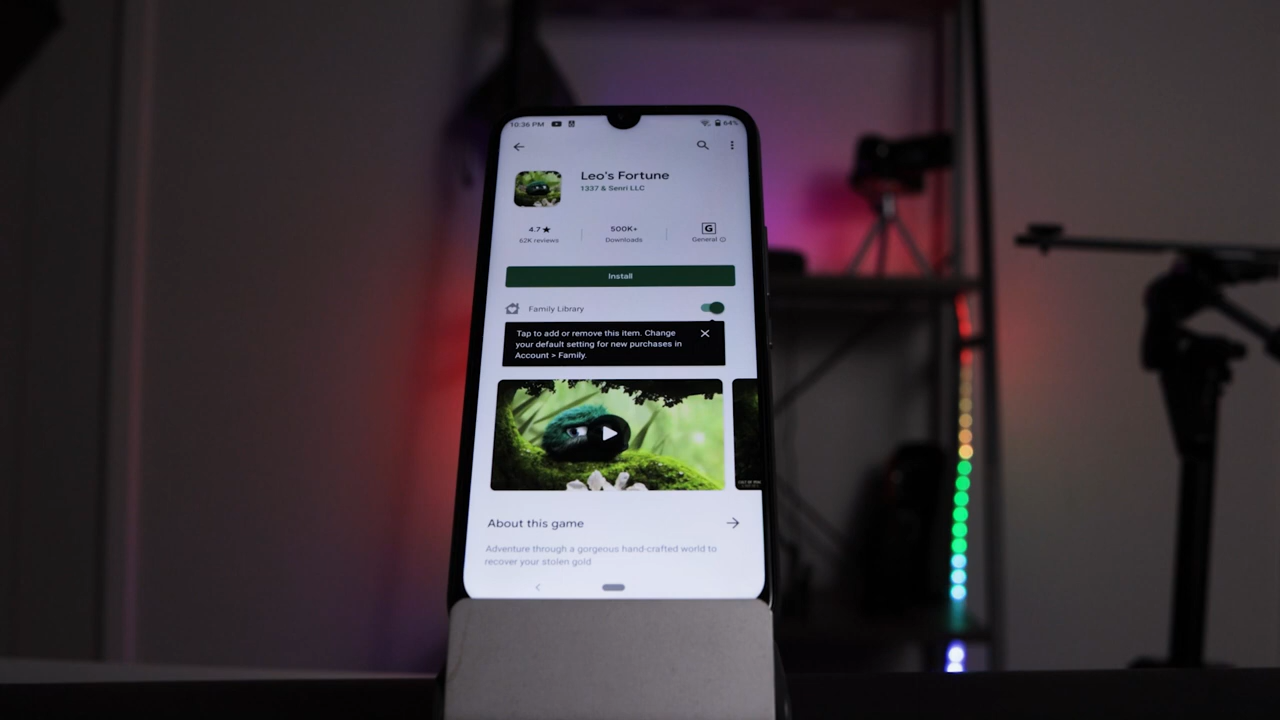 10:36 PM
64%
Leo's Fortune
1337 & Senri LLC
4.7★
62K reviews
500K+
Downloads
G
General
Install
Family Library
Tap to add or remove this item. Change
your default setting for new purchases in
Account > Family.
About this game
Adventure through a gorgeous hand-crafted world to
recover your stolen gold